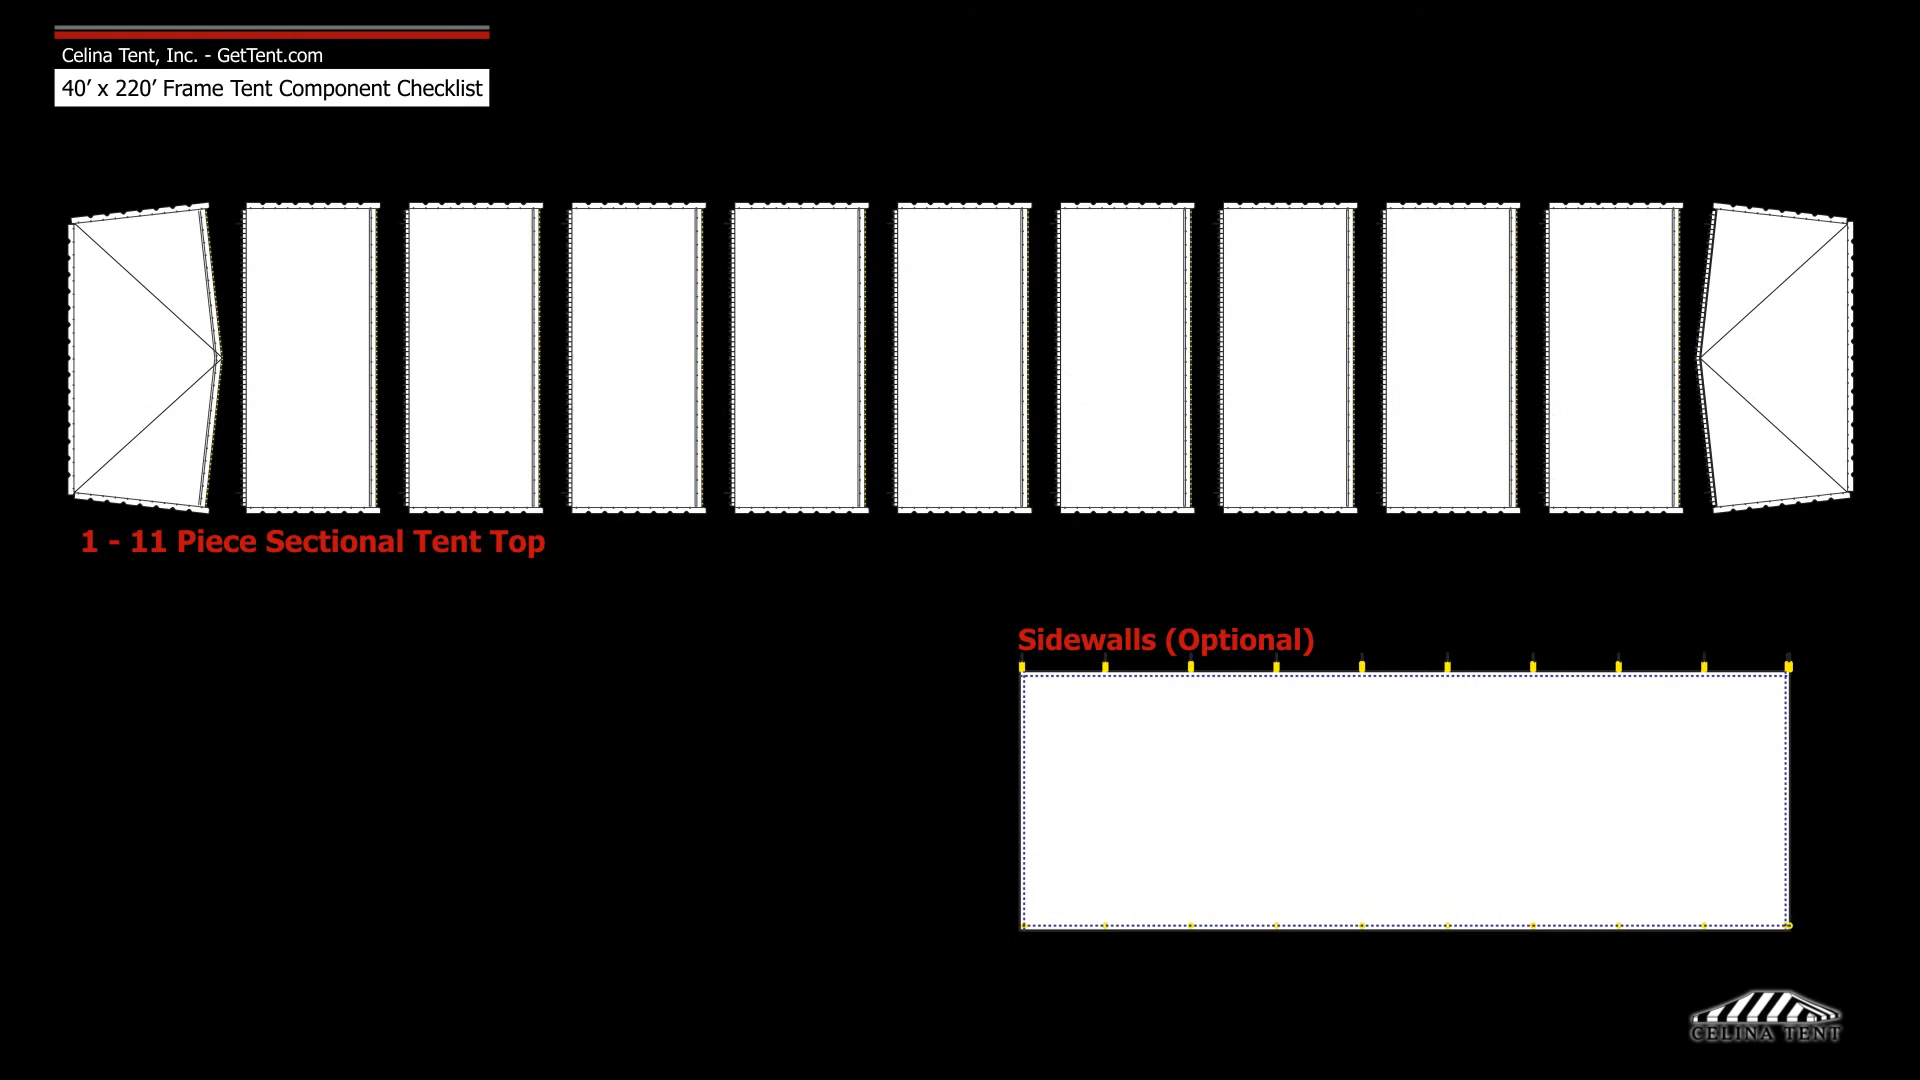 Celina Tent, Inc. - GetTent.com
40’ x 220’ Frame Tent Component Checklist
1 - 11 Piece Sectional Tent Top
Sidewalls (Optional)
CELINA TENT